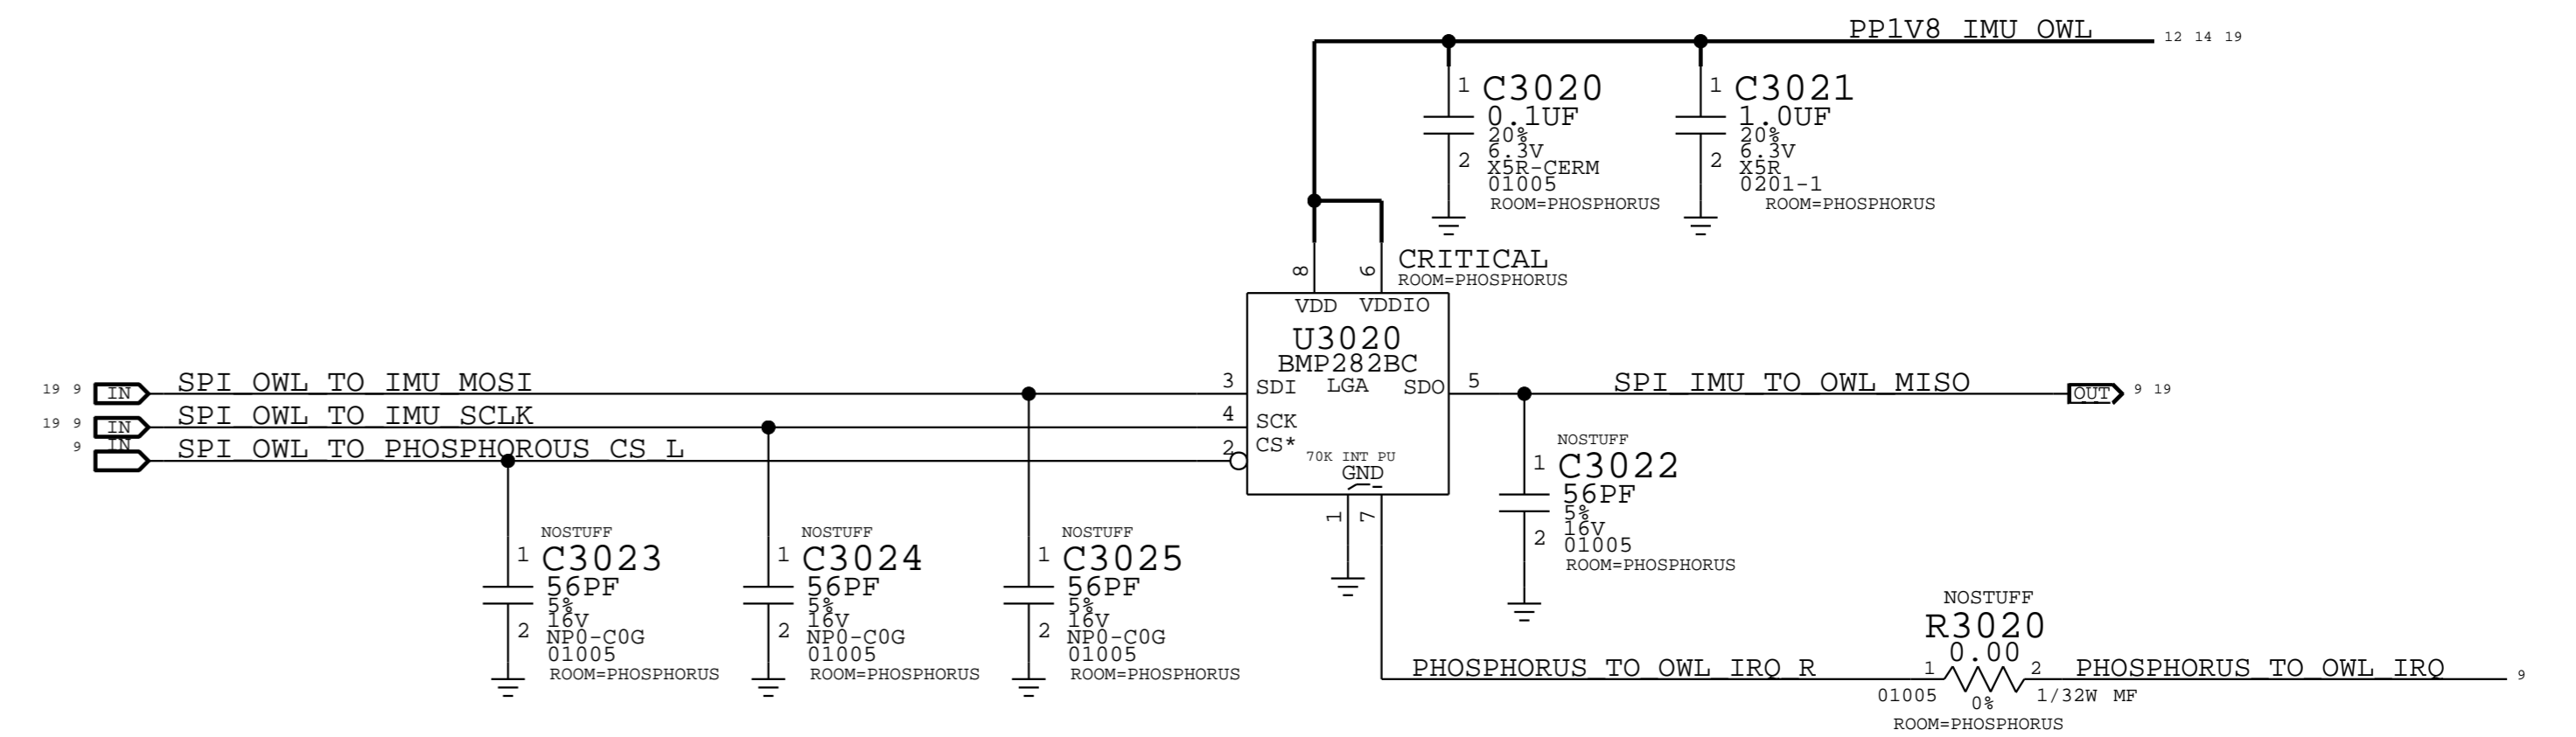 PP1V8 IMU OWL 12 14 19
1 C3020
0.1UF
20%
6.3V
2 X5R-CERM
01005
ROOM=PHOSPHORUS
1 C3021
1.0UF
20%
6.3V
2 X5R
0201-1
ROOM=PHOSPHORUS
CRITICAL
ROOM=PHOSPHORUS
8 6
VDD VDDIO
U3020
BMP282BC
LGA
3 SDI
4 SCK
2 CS*
SDO 5
70K INT PU
GND
1 7
19 9 IN SPI_OWL_TO_IMU_MOSI
19 9 IN SPI_OWL_TO_IMU_SCLK
9 IN SPI_OWL_TO_PHOSPHOROUS_CS_L
SPI_IMU_TO_OWL_MISO OUT 9 19
NOSTUFF
1 C3022
56PF
5%
16V
2 01005
ROOM=PHOSPHORUS
NOSTUFF
1 C3023
56PF
5%
16V
2 NP0-C0G
01005
ROOM=PHOSPHORUS
NOSTUFF
1 C3024
56PF
5%
16V
2 NP0-C0G
01005
ROOM=PHOSPHORUS
NOSTUFF
1 C3025
56PF
5%
16V
2 NP0-C0G
01005
ROOM=PHOSPHORUS
NOSTUFF
R3020
0.00
PHOSPHORUS_TO_OWL_IRQ_R 1 2 PHOSPHORUS_TO_OWL_IRQ 9
01005 0% 1/32W MF
ROOM=PHOSPHORUS